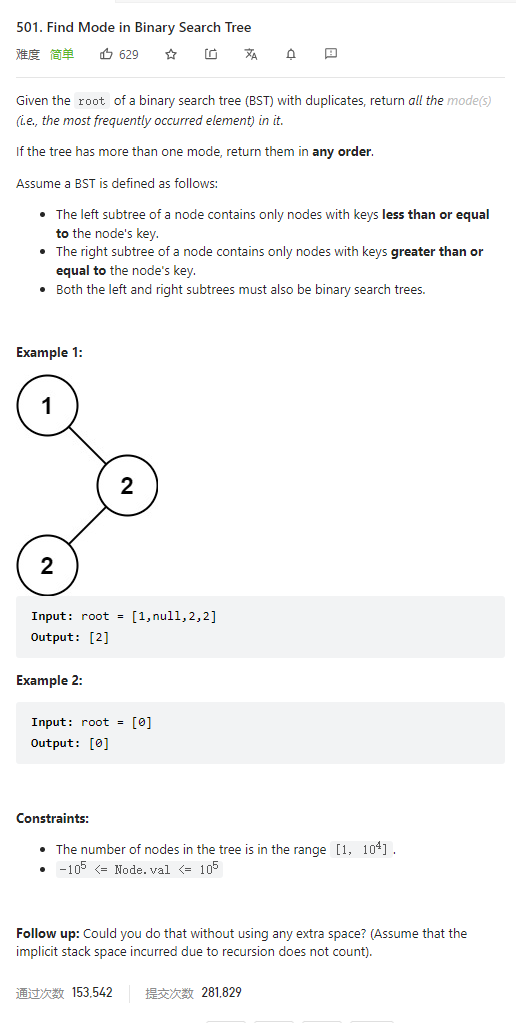 501. Find Mode in Binary Search Tree
难度 简单 629
Given the root of a binary search tree (BST) with duplicates, return all the mode(s)
(i.e., the most frequently occurred element) in it.
If the tree has more than one mode, return them in any order.
Assume a BST is defined as follows:
The left subtree of a node contains only nodes with keys less than or equal
to the node's key.
The right subtree of a node contains only nodes with keys greater than or
equal to the node's key.
Both the left and right subtrees must also be binary search trees.
Example 1:
1
2
2
Input: root = [1,null,2,2]
Output: [2]
Example 2:
Input: root = [0]
Output: [0]
Constraints:
The number of nodes in the tree is in the range [1, 10⁴] .
-10⁵ <= Node.val <= 10⁵
Follow up: Could you do that without using any extra space? (Assume that the
implicit stack space incurred due to recursion does not count).
通过次数 153,542 提交次数 281,829